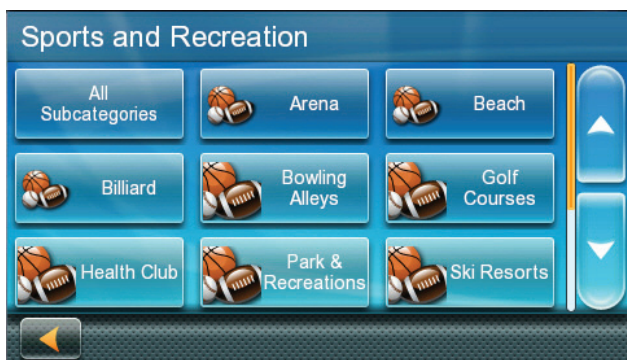 Sports and Recreation
All
Subcategories
Arena
Beach
Billiard
Bowling
Alleys
Golf
Courses
Health Club
Park &
Recreations
Ski Resorts